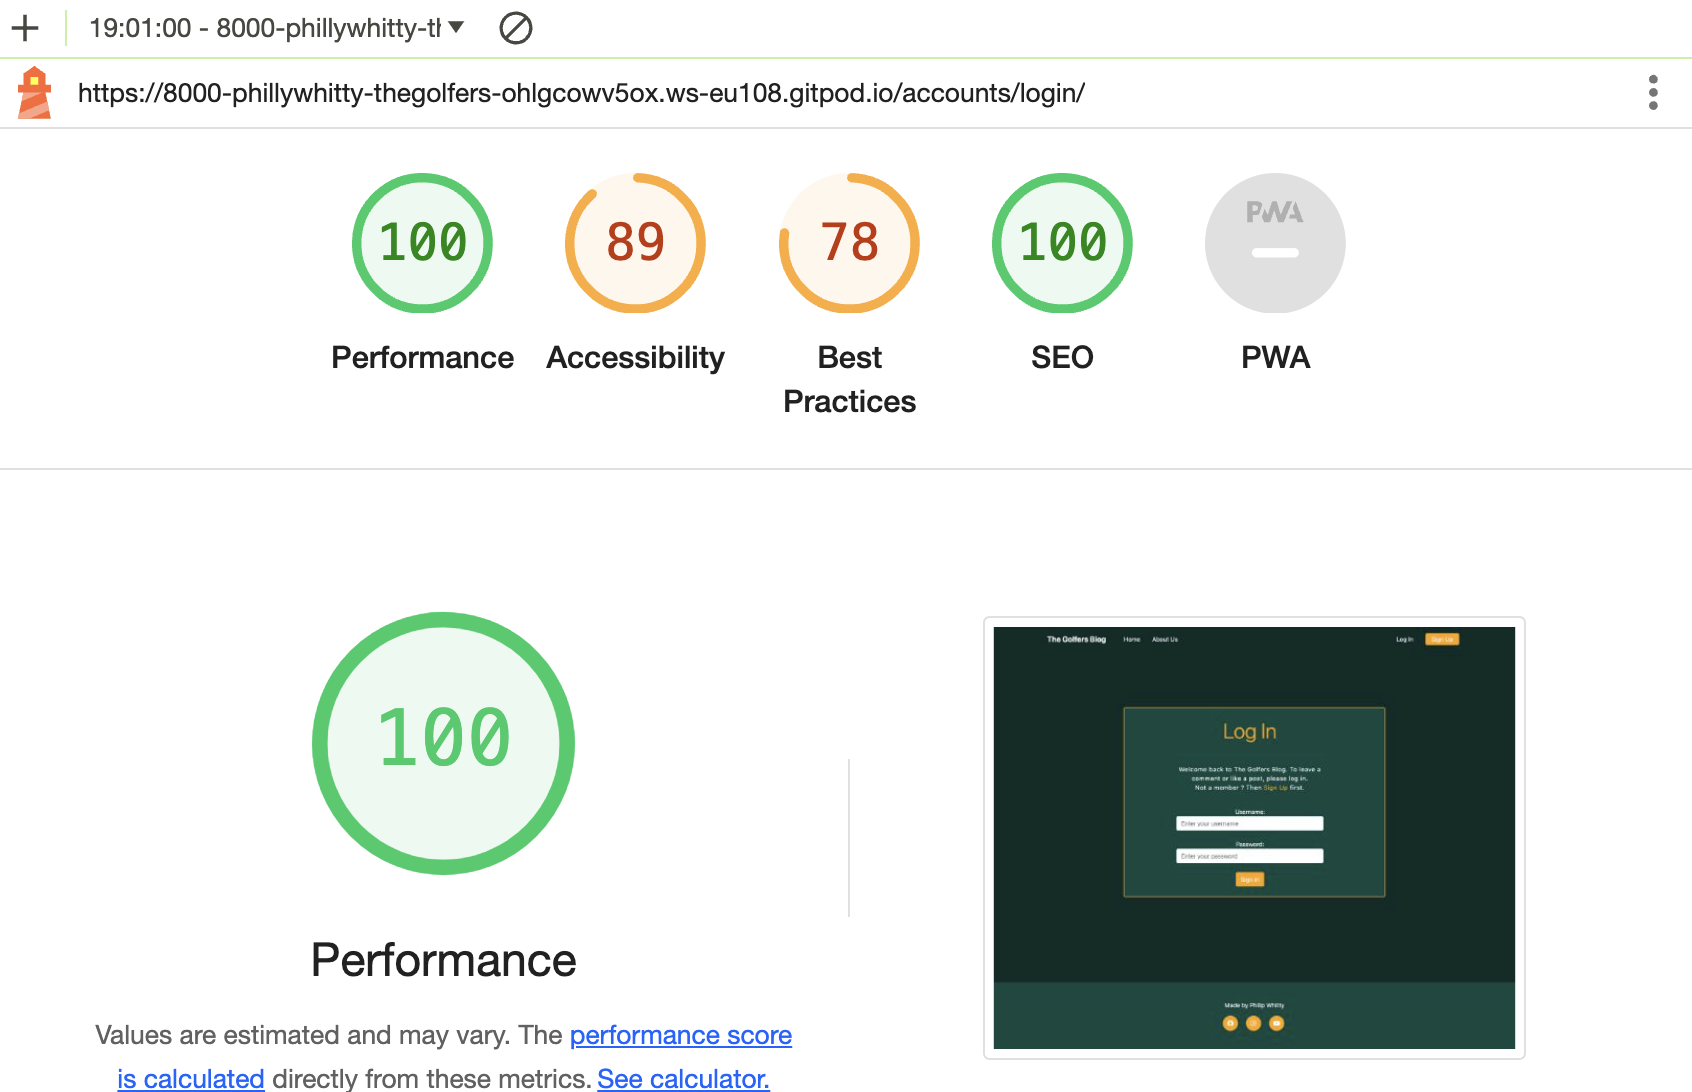 19:01:00 - 8000-phillywhitty-th
https://8000-phillywhitty-thegolfers-ohlgcowv5ox.ws-eu108.gitpod.io/accounts/login/
100
89
78
100
PWA
Performance
Accessibility
Best
Practices
SEO
PWA
100
Performance
Values are estimated and may vary. The performance score
is calculated directly from these metrics. See calculator.
The Golfers Blog
Home
About Us
Log In
Sign Up
Log In
Welcome back to The Golfers Blog. To leave a
comment or like a post, please log in.
Not a member ? Then Sign Up first.
Username:
Enter your username
Password:
Enter your password
Sign In
Made by Philip Whitty